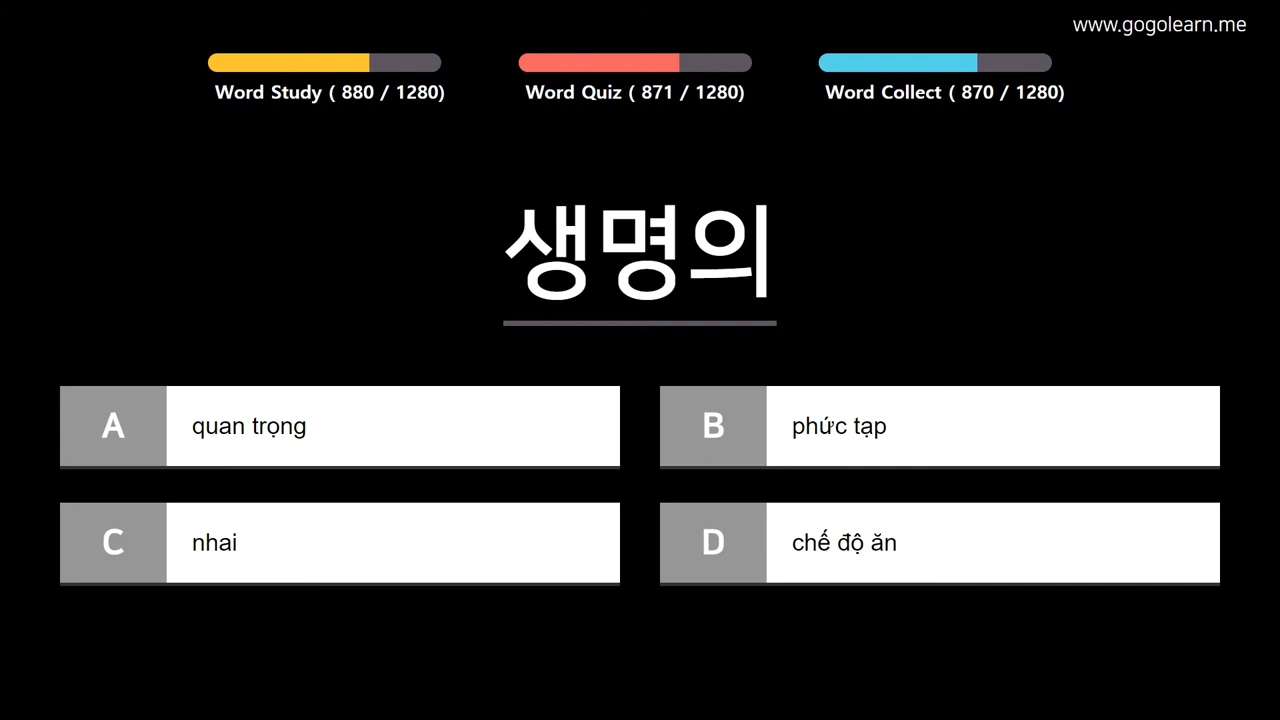 www.gogolearn.me
Word Study ( 880 / 1280)
Word Quiz ( 871 / 1280)
Word Collect ( 870 / 1280)
생명의
A quan trọng
B phức tạp
C nhai
D chế độ ăn